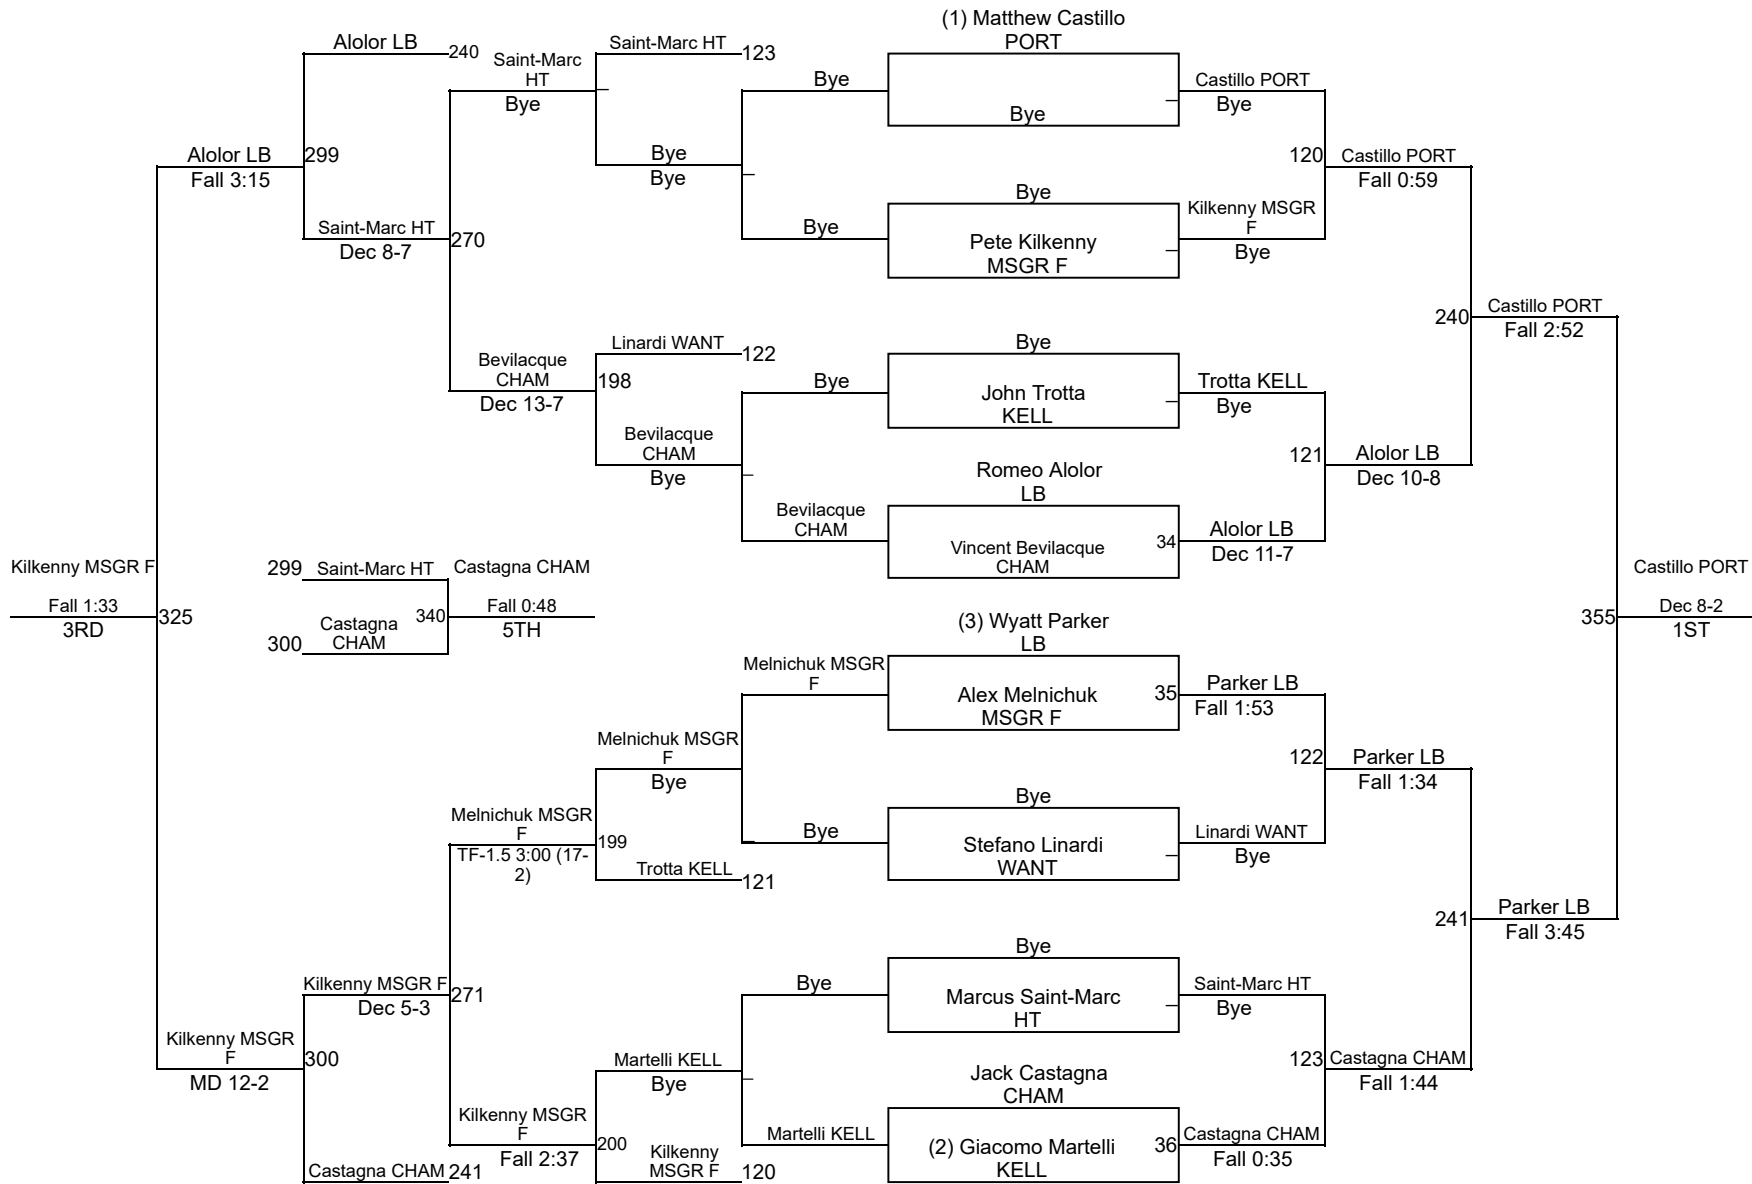 (1) Matthew Castillo
PORT
Bye
Bye
Pete Kilkenny
MSGR F
Bye
John Trotta
KELL
Romeo Alolor
LB
Vincent Bevilacque
CHAM
34
(3) Wyatt Parker
LB
Alex Melnichuk
MSGR F
35
Bye
Stefano Linardi
WANT
Bye
Marcus Saint-Marc
HT
Jack Castagna
CHAM
(2) Giacomo Martelli
KELL
36
Castillo PORT
Bye
Kilkenny MSGR
F
Bye
120
Trotta KELL
Bye
Alolor LB
Dec 11-7
121
Parker LB
Fall 1:53
Linardi WANT
Bye
122
Saint-Marc HT
Bye
Castagna CHAM
Fall 0:35
123
Castillo PORT
Fall 0:59
Alolor LB
Dec 10-8
240
Parker LB
Fall 1:34
Castagna CHAM
Fall 1:44
241
Castillo PORT
Fall 2:52
Parker LB
Fall 3:45
355
Castillo PORT
Dec 8-2
1ST
Bye
Bye
Bye
Bevilacque
CHAM
Melnichuk MSGR
F
Bye
Bye
Martelli KELL
Saint-Marc HT
123
Bye
Bye
Linardi WANT
122
Bevilacque
CHAM
Bye
Melnichuk MSGR
F
Bye
Trotta KELL
121
Martelli KELL
Bye
Kilkenny
MSGR F
120
Saint-Marc
HT
Bye
Bevilacque
CHAM
198
Dec 13-7
Melnichuk MSGR
F
199
TF-1.5 3:00 (17-
2)
Kilkenny MSGR
F
200
Fall 2:37
Alolor LB
240
Saint-Marc HT
270
Dec 8-7
Kilkenny MSGR F
271
Dec 5-3
Castagna CHAM
241
Alolor LB
299
Fall 3:15
Kilkenny MSGR
F
300
MD 12-2
Kilkenny MSGR F
Fall 1:33
3RD
325
299
Saint-Marc HT
300
Castagna
CHAM
340
Castagna CHAM
Fall 0:48
5TH